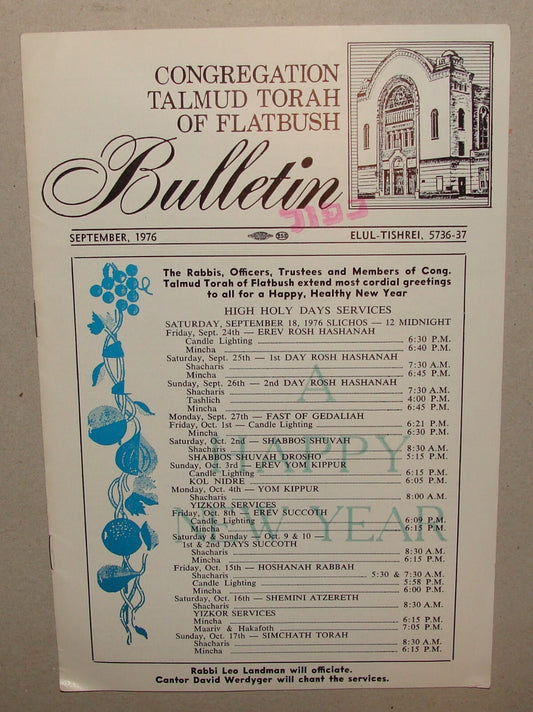 CONGREGATION
TALMUD TORAH
OF FLATBUSH
Bulletin
כפול
SEPTEMBER, 1976 ELUL-TISHREI, 5736-37
The Rabbis, Officers, Trustees and Members of Cong.
Talmud Torah of Flatbush extend most cordial greetings
to all for a Happy, Healthy New Year
HIGH HOLY DAYS SERVICES
SATURDAY, SEPTEMBER 18, 1976 SLICHOS — 12 MIDNIGHT
Friday, Sept. 24th — EREV ROSH HASHANAH
Candle Lighting 6:30 P.M.
Mincha 6:40 P.M.
Saturday, Sept. 25th — 1st DAY ROSH HASHANAH
Shacharis 7:30 A.M.
Mincha 6:45 P.M.
Sunday, Sept. 26th — 2nd DAY ROSH HASHANAH
Shacharis 7:30 A.M.
Tashlich 4:00 P.M.
Mincha 6:45 P.M.
Monday, Sept. 27th — FAST OF GEDALIAH
Friday, Oct. 1st — Candle Lighting 6:21 P.M.
Mincha 6:30 P.M.
Saturday, Oct. 2nd — SHABBOS SHUVAH
Shacharis 8:30 A.M.
SHABBOS SHUVAH DROSHO 5:15 P.M.
Sunday, Oct. 3rd — EREV YOM KIPPUR
Candle Lighting 6:15 P.M.
KOL NIDRE 6:05 P.M.
Monday, Oct. 4th — YOM KIPPUR
Shacharis 8:00 A.M.
YIZKOR SERVICES
Friday, Oct. 8th — EREV SUCCOTH
Candle Lighting 6:09 P.M.
Mincha 6:15 P.M.
Saturday & Sunday — Oct. 9 & 10 —
1st & 2nd DAYS SUCCOTH
Shacharis 8:30 A.M.
Mincha 6:15 P.M.
Friday, Oct. 15th — HOSHANAH RABBAH
Shacharis 5:30 & 7:30 A.M.
Candle Lighting 5:58 P.M.
Mincha 6:00 P.M.
Saturday, Oct. 16th — SHEMINI ATZERETH
Shacharis 8:30 A.M.
YIZKOR SERVICES
Mincha 6:15 P.M.
Maariv & Hakafoth 7:05 P.M.
Sunday, Oct. 17th — SIMCHATH TORAH
Shacharis 8:30 A.M.
Mincha 6:15 P.M.
A
HAPPY
NEW YEAR
Rabbi Leo Landman will officiate.
Cantor David Werdyger will chant the services.